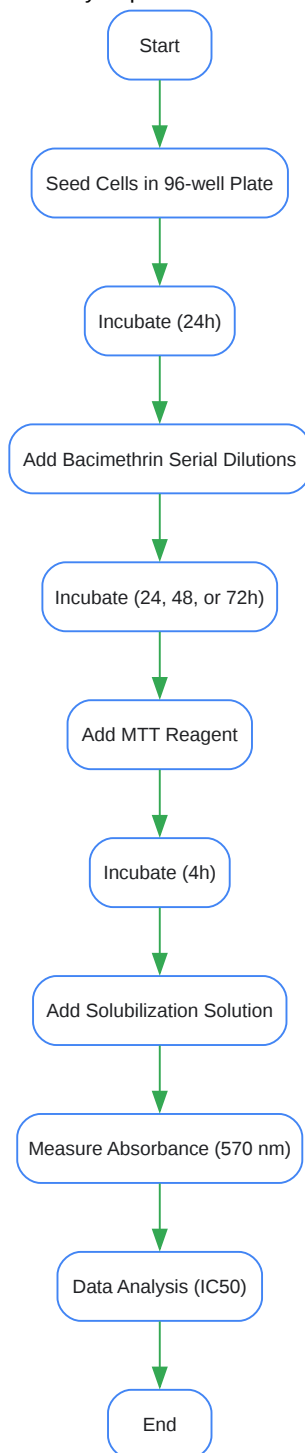 Start
Seed Cells in 96-well Plate
Incubate (24h)
Add Bacimethrin Serial Dilutions
Incubate (24, 48, or 72h)
Add MTT Reagent
Incubate (4h)
Add Solubilization Solution
Measure Absorbance (570 nm)
Data Analysis (IC50)
End